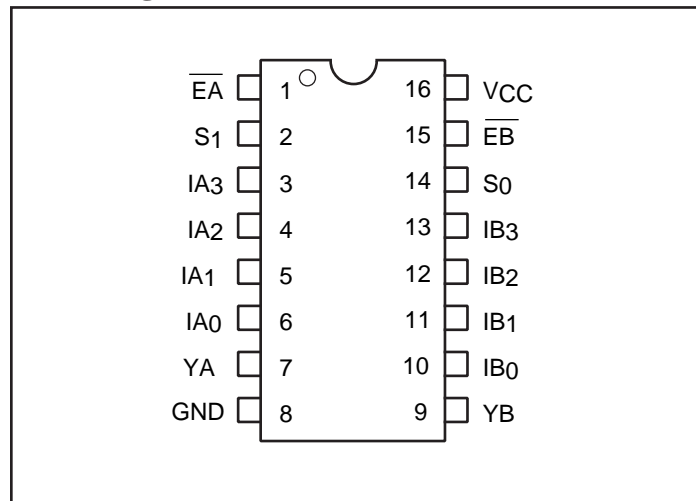 EA 1 16 VCC
S1 2 15 EB
IA3 3 14 S0
IA2 4 13 IB3
IA1 5 12 IB2
IA0 6 11 IB1
YA 7 10 IB0
GND 8 9 YB